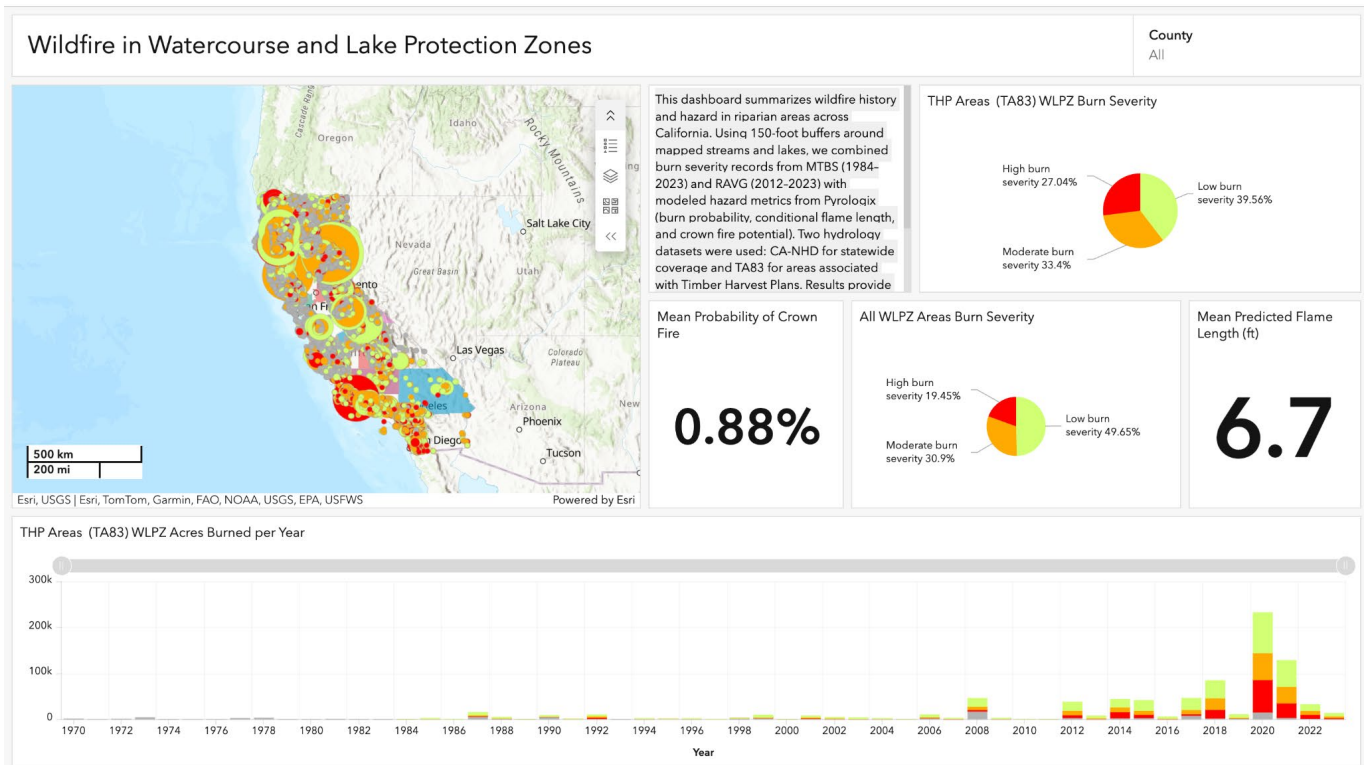 Wildfire in Watercourse and Lake Protection Zones
County
All
Cascade Rang
Oregon
Idaho
Rocky Mountains
Salt Lake City
Nevada
Great Basin
Utah
ento
n Fr
Las Vegas
Colorado
Plateau
eles
Arizona
New
Phoenix
n Diego
Tucson
500 km
200 mi
Esri, USGS | Esri, TomTom, Garmin, FAO, NOAA, USGS, EPA, USFWS
Powered by Esri
This dashboard summarizes wildfire history
and hazard in riparian areas across
California. Using 150-foot buffers around
mapped streams and lakes, we combined
burn severity records from MTBS (1984-
2023) and RAVG (2012-2023) with
modeled hazard metrics from Pyrologix
(burn probability, conditional flame length,
and crown fire potential). Two hydrology
datasets were used: CA-NHD for statewide
coverage and TA83 for areas associated
with Timber Harvest Plans. Results provide
THP Areas (TA83) WLPZ Burn Severity
High burn
severity 27.04%
Low burn
severity 39.56%
Moderate burn
severity 33.4%
Mean Probability of Crown
Fire
0.88%
All WLPZ Areas Burn Severity
High burn
severity 19.45%
Low burn
severity 49.65%
Moderate burn
severity 30.9%
Mean Predicted Flame
Length (ft)
6.7
THP Areas (TA83) WLPZ Acres Burned per Year
300k
200k
100k
0
1970 1972 1974 1976 1978 1980 1982 1984 1986 1988 1990 1992 1994 1996 1998 2000 2002 2004 2006 2008 2010 2012 2014 2016 2018 2020 2022
Year